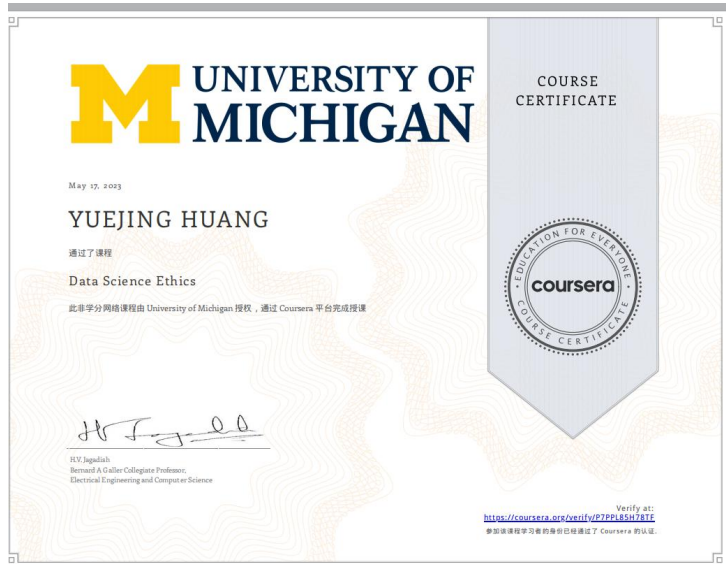 UNIVERSITY OF
MICHIGAN
COURSE
CERTIFICATE
May 17, 2023
YUEJING HUANG
通过了课程
Data Science Ethics
此非学分网络课程由 University of Michigan 授权，通过 Coursera 平台完成授课
EDUCATION FOR EVERYONE
coursera
COURSE CERTIFICATE
H.V. Jagadish
Bernard A Galler Collegiate Professor,
Electrical Engineering and Computer Science
Verify at:
https://coursera.org/verify/P7PPL85H78TF
参加该课程学习者的身份已经通过了 Coursera 的认证.